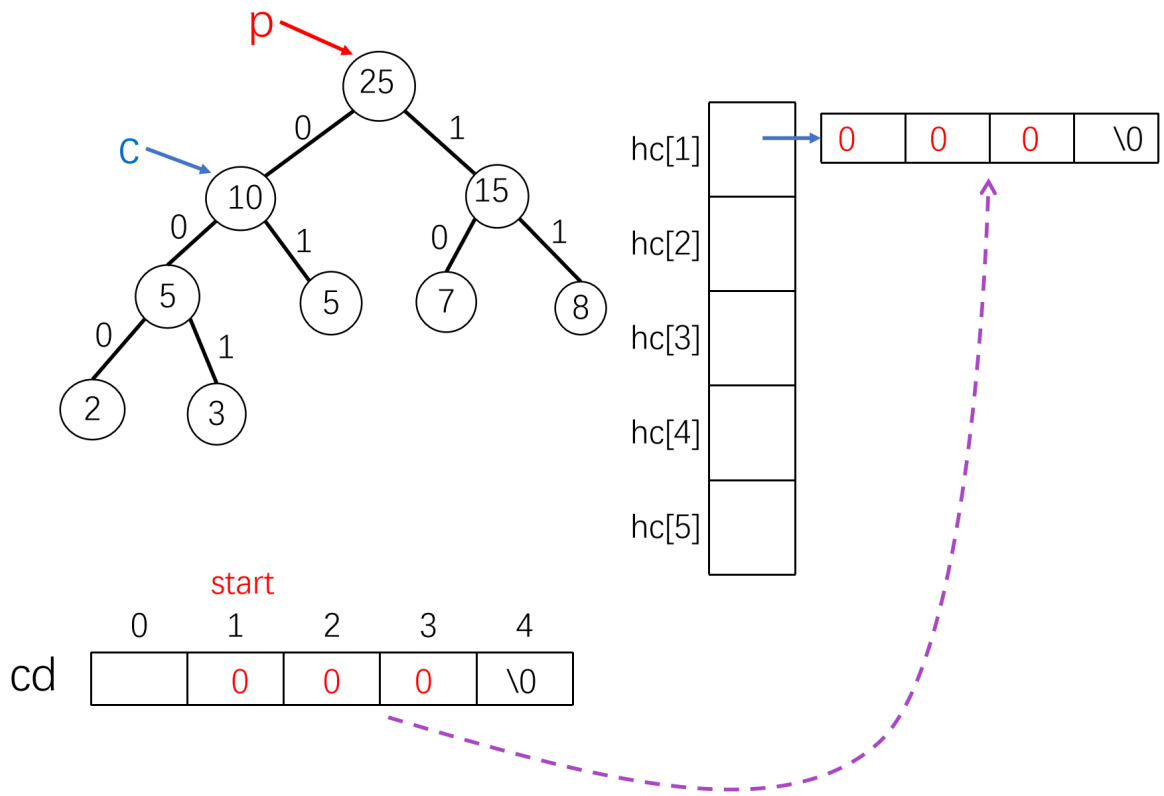 p
25
0 1
c
10 15
0 1 0 1
5 5 7 8
0 1
2 3
hc[1] 0 0 0 \0
hc[2]
hc[3]
hc[4]
hc[5]
start
0 1 2 3 4
cd 0 0 0 \0